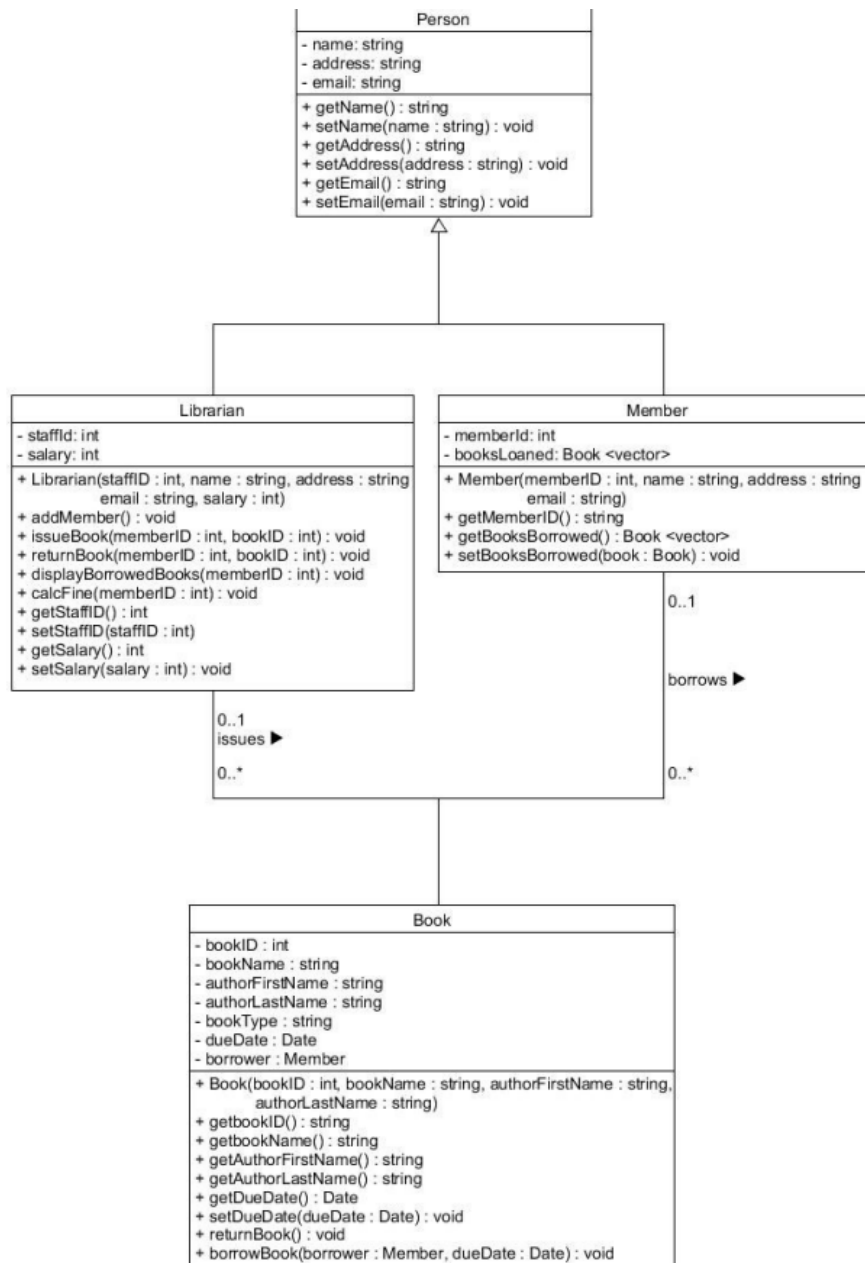 Person
- name: string
- address: string
- email: string
+ getName() : string
+ setName(name : string) : void
+ getAddress() : string
+ setAddress(address : string) : void
+ getEmail() : string
+ setEmail(email : string) : void
Librarian
- staffId: int
- salary: int
+ Librarian(staffID : int, name : string, address : string
email : string, salary : int)
+ addMember() : void
+ issueBook(memberID : int, bookID : int) : void
+ returnBook(memberID : int, bookID : int) : void
+ displayBorrowedBooks(memberID : int) : void
+ calcFine(memberID : int) : void
+ getStaffID() : int
+ setStaffID(staffID : int)
+ getSalary() : int
+ setSalary(salary : int) : void
Member
- memberId: int
- booksLoaned: Book <vector>
+ Member(memberID : int, name : string, address : string
email : string)
+ getMemberID() : string
+ getBooksBorrowed() : Book <vector>
+ setBooksBorrowed(book : Book) : void
0..1
issues ▶
0..*
0..1
borrows ▶
0..*
Book
- bookID : int
- bookName : string
- authorFirstName : string
- authorLastName : string
- bookType : string
- dueDate : Date
- borrower : Member
+ Book(bookID : int, bookName : string, authorFirstName : string,
authorLastName : string)
+ getbookID() : string
+ getbookName() : string
+ getAuthorFirstName() : string
+ getAuthorLastName() : string
+ getDueDate() : Date
+ setDueDate(dueDate : Date) : void
+ returnBook() : void
+ borrowBook(borrower : Member, dueDate : Date) : void